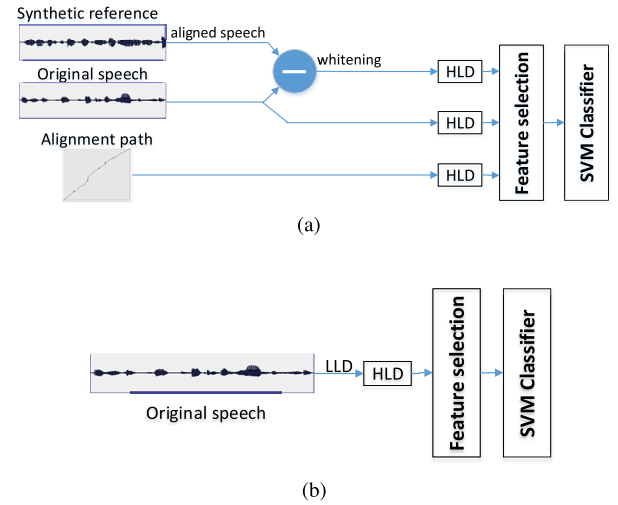 Synthetic reference
aligned speech
whitening
HLD
Original speech
HLD
Alignment path
HLD
Feature selection
SVM Classifier
(a)
LLD
HLD
Original speech
Feature selection
SVM Classifier
(b)